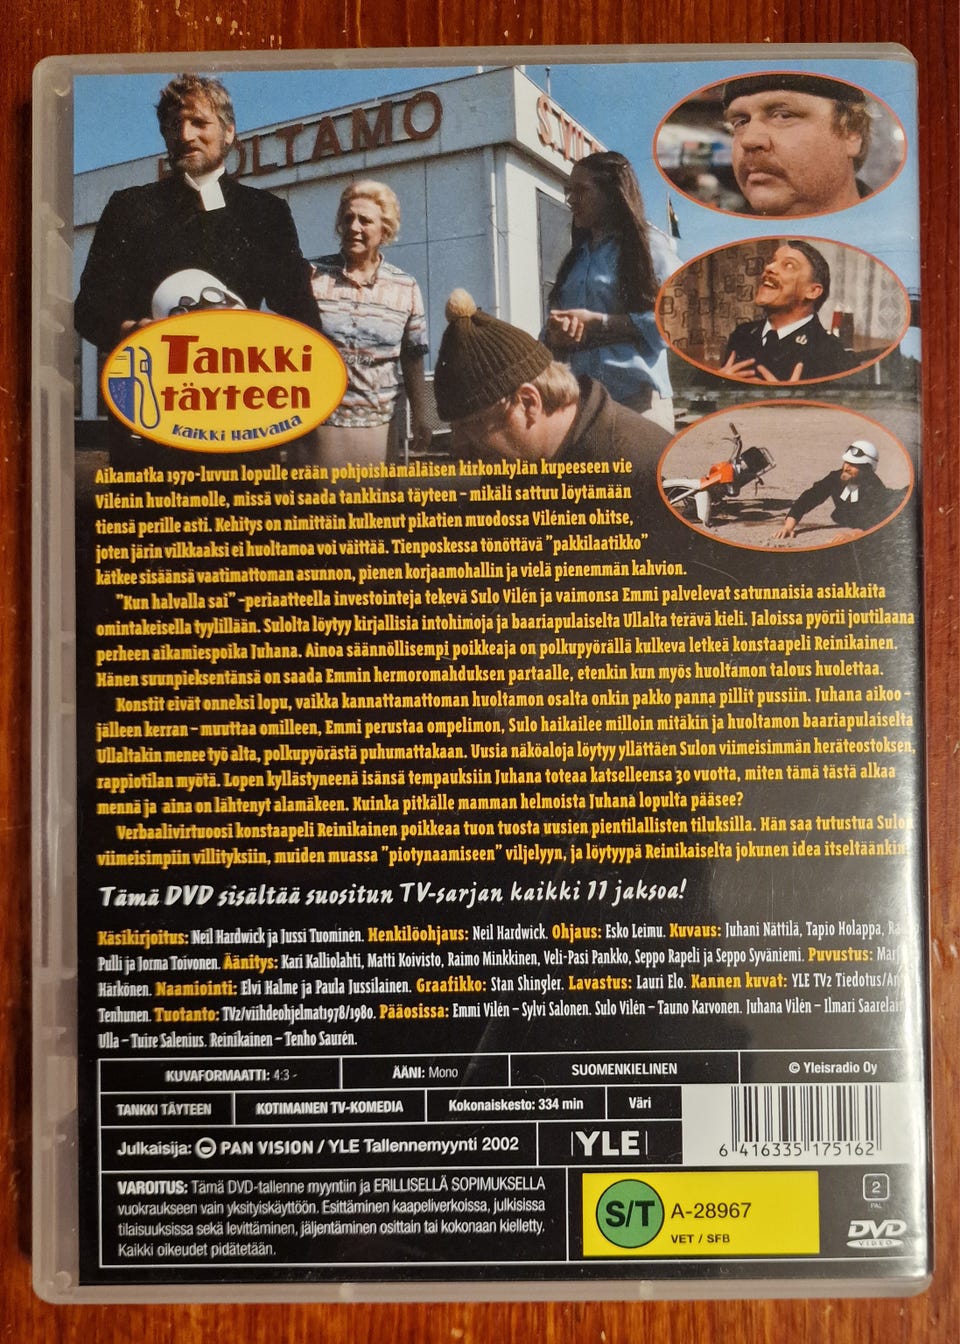 HUOLTAMO
S. VIL
Tankki
täyteen
Kaikki halvalla
Aikamatka 1970-luvun lopulle erään pohjoishämäläisen kirkonkylän kupeeseen vie
Vilénin huoltamolle, missä voi saada tankkinsa täyteen – mikäli sattuu löytämään
tiensä perille asti. Kehitys on nimittäin kulkenut pikatien muodossa Vilénien ohitse,
joten järin vilkkaaksi ei huoltamoa voi väittää. Tienposkessa tönöttävä "pakkilaatikko"
kätkee sisäänsä vaatimattoman asunnon, pienen korjaamohallin ja vielä pienemmän kahvion.
"Kun halvalla sai" -periaatteella investointeja tekevä Sulo Vilén ja vaimonsa Emmi palvelevat satunnaisia asiakkaita
omintakeisella tyylillään. Sulolta löytyy kirjallisia intohimoja ja baariapulaiselta Ullalta terävä kieli. Jaloissa pyörii joutilaana
perheen aikamiespoika Juhana. Ainoa säännöllisempi poikkeaja on polkupyörällä kulkeva letkeä konstaapeli Reinikainen.
Hänen suunpieksentänsä on saada Emmin hermoromahduksen partaalle, etenkin kun myös huoltamon talous huolettaa.
Konstit eivät onneksi lopu, vaikka kannattamattoman huoltamon osalta onkin pakko panna pillit pussiin. Juhana aikoo –
jälleen kerran – muuttaa omilleen, Emmi perustaa ompelimon, Sulo haikailee milloin mitäkin ja huoltamon baariapulaiselta
Ullaltakin menee työ alta, polkupyörästä puhumattakaan. Uusia näköaloja löytyy yllättäen Sulon viimeisimmän heräteostoksen,
rappiotilan myötä. Lopen kyllästyneenä isänsä tempauksiin Juhana toteaa katselleensa 30 vuotta, miten tämä tästä alkaa
mennä ja aina on lähtenyt alamäkeen. Kuinka pitkälle mamman helmoista Juhana lopulta pääsee?
Verbaalivirtuoosi konstaapeli Reinikainen poikkeaa tuon tuosta uusien pientilallisten tiluksilla. Hän saa tutustua Sulon
viimeisimpiin villityksiin, muiden muassa "piotynaamiseen" viljelyyn, ja löytyypä Reinikaiselta jokunen idea itseltäänkin.
Tämä DVD sisältää suositun TV-sarjan kaikki 11 jaksoa!
Käsikirjoitus: Neil Hardwick ja Jussi Tuominen. Henkilöohjaus: Neil Hardwick. Ohjaus: Esko Leimu. Kuvaus: Juhani Nättilä, Tapio Holappa,
Pulli ja Jorma Toivonen. Äänitys: Kari Kalliolahti, Matti Koivisto, Raimo Minkkinen, Veli-Pasi Pankko, Seppo Rapeli ja Seppo Syväniemi. Puvustus:
Härkönen. Naamiointi: Elvi Halme ja Paula Jussilainen. Graafikko: Stan Shingler. Lavastus: Lauri Elo. Kannen kuvat: YLE TV2 Tiedotus/
Tenhunen. Tuotanto: TV2/viihdeohjelmat1978/1980. Pääosissa: Emmi Vilén – Sylvi Salonen. Sulo Vilén – Tauno Karvonen. Juhana Vilén – Ilmari Saarelainen
Ulla – Tuire Salenius. Reinikainen – Tenho Saurén.
KUVAFORMAATTI: 4:3 - ÄÄNI: Mono SUOMENKIELINEN © Yleisradio Oy
TANKKI TÄYTEEN KOTIMAINEN TV-KOMEDIA Kokonaiskesto: 334 min Väri
Julkaisija: PAN VISION / YLE Tallennemyynti 2002 YLE
6 416335 175162
VAROITUS: Tämä DVD-tallenne myyntiin ja ERILLISELLÄ SOPIMUKSELLA
vuokraukseen vain yksityiskäyttöön. Esittäminen kaapeliverkoissa, julkisissa
tilaisuuksissa sekä levittäminen, jäljentäminen osittain tai kokonaan kielletty.
Kaikki oikeudet pidätetään.
S/T A-28967
VET / SFB
2
PAL
DVD
VIDEO